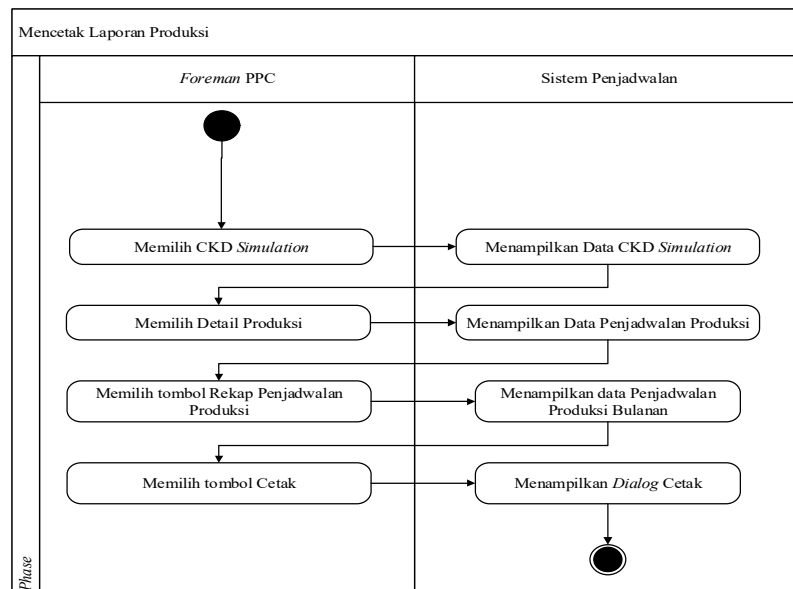 Mencetak Laporan Produksi
Foreman PPC
Sistem Penjadwalan
Memilih CKD Simulation
Menampilkan Data CKD Simulation
Memilih Detail Produksi
Menampilkan Data Penjadwalan Produksi
Memilih tombol Rekap Penjadwalan
Produksi
Menampilkan data Penjadwalan
Produksi Bulanan
Memilih tombol Cetak
Menampilkan Dialog Cetak
Phase